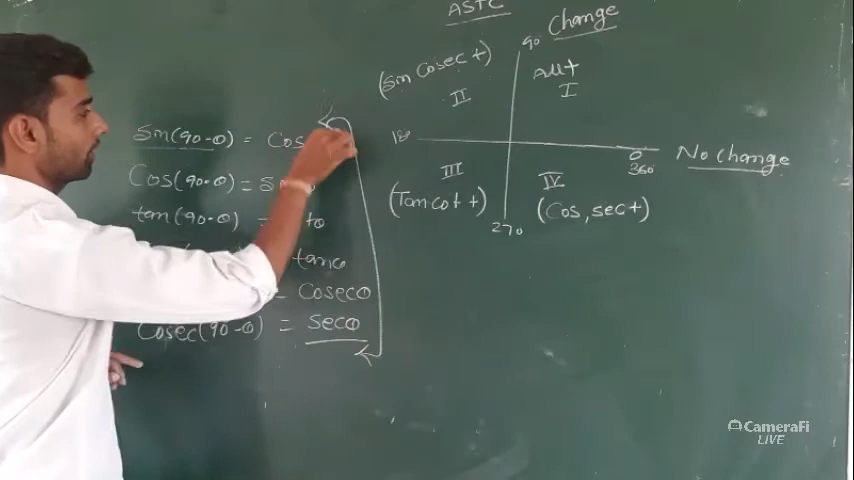 ASTC
90 Change
(Sin Cosec +)
All +
II
I
Sin(90-θ) = Cos
180
0
360
No change
Cos(90-θ) = Sin θ
III
IV
(Tan cot +)
(Cos, sec +)
tan(90-θ) =
270
tanθ
= Cosecθ
Cosec(90-θ) = secθ
CameraFi
LIVE